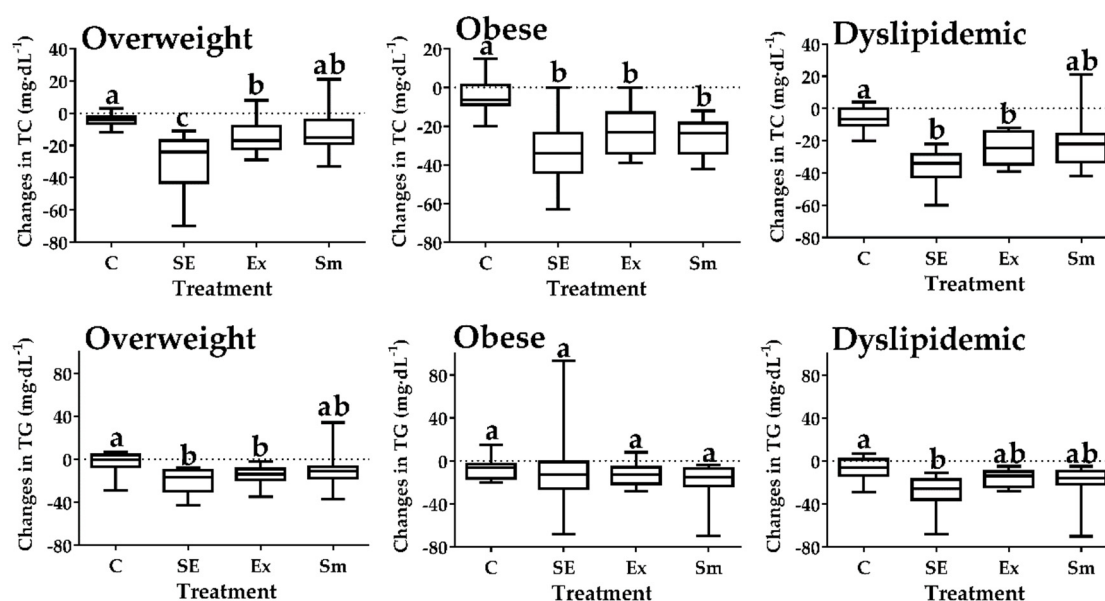 Overweight
Changes in TC (mg·dL⁻¹)
40
20
0
-20
-40
-60
-80
a
c
b
ab
C SE Ex Sm
Treatment
Obese
Changes in TC (mg·dL⁻¹)
20
0
-20
-40
-60
-80
a
b
b
b
C SE Ex Sm
Treatment
Dyslipidemic
Changes in TC (mg·dL⁻¹)
40
20
0
-20
-40
-60
-80
a
b
b
ab
C SE Ex Sm
Treatment
Overweight
Changes in TG (mg·dL⁻¹)
80
40
0
-40
-80
a
b
b
ab
C SE Ex Sm
Treatment
Obese
Changes in TG (mg·dL⁻¹)
80
40
0
-40
-80
a
a
a
a
C SE Ex Sm
Treatment
Dyslipidemic
Changes in TG (mg·dL⁻¹)
80
40
0
-40
-80
a
b
ab
ab
C SE Ex Sm
Treatment